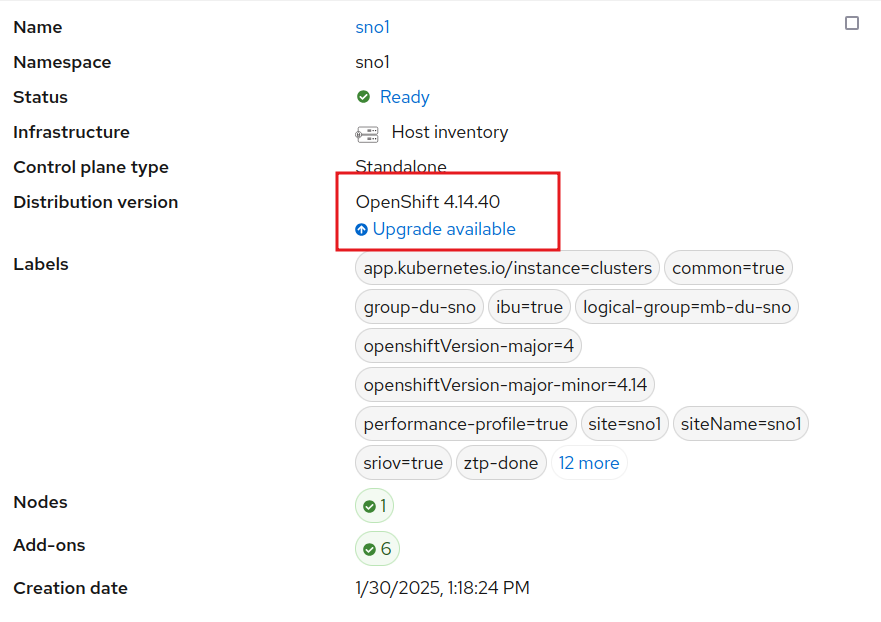 Name sno1
Namespace sno1
Status Ready
Infrastructure Host inventory
Control plane type Standalone
Distribution version OpenShift 4.14.40
Upgrade available
Labels app.kubernetes.io/instance=clusters common=true
group-du-sno ibu=true logical-group=mb-du-sno
openshiftVersion-major=4
openshiftVersion-major-minor=4.14
performance-profile=true site=sno1 siteName=sno1
sriov=true ztp-done 12 more
Nodes 1
Add-ons 6
Creation date 1/30/2025, 1:18:24 PM